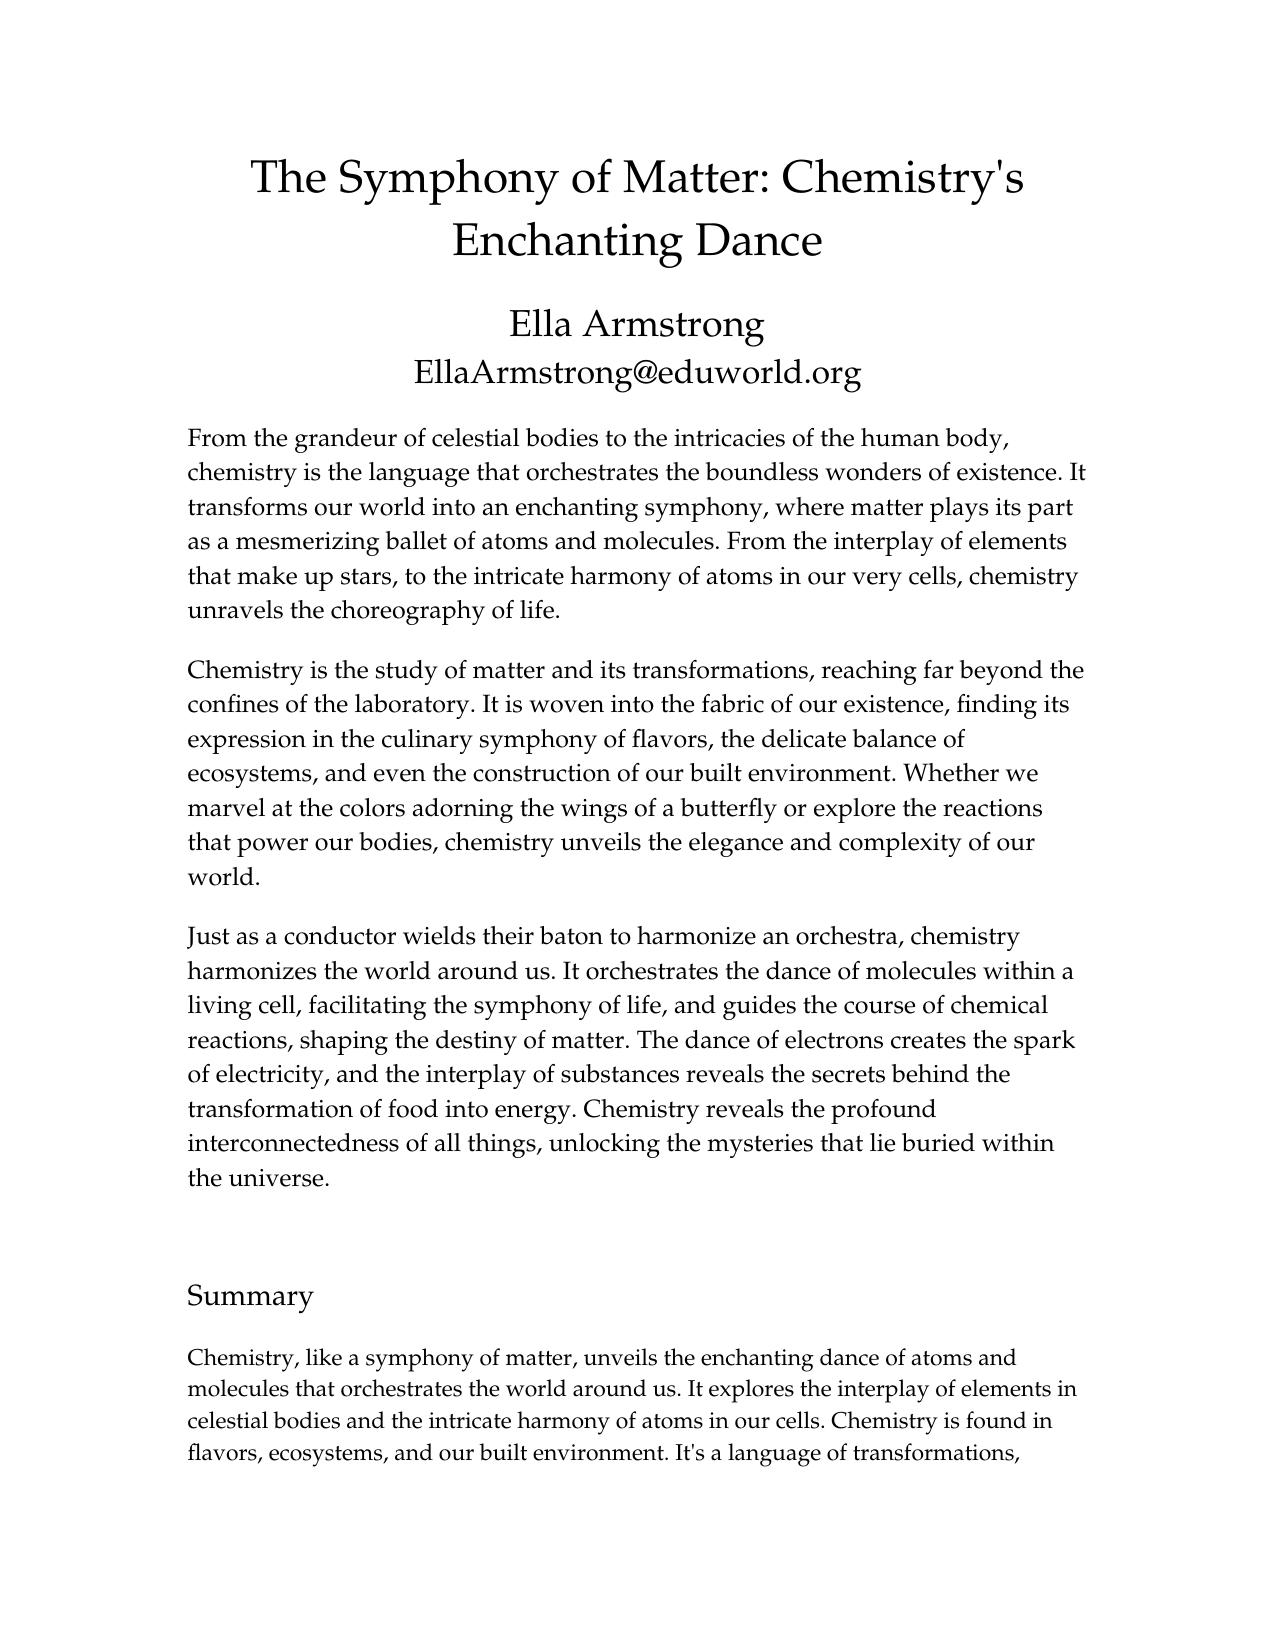 The Symphony of Matter: Chemistry's
Enchanting Dance
Ella Armstrong
EllaArmstrong@eduworld.org
From the grandeur of celestial bodies to the intricacies of the human body,
chemistry is the language that orchestrates the boundless wonders of existence. It
transforms our world into an enchanting symphony, where matter plays its part
as a mesmerizing ballet of atoms and molecules. From the interplay of elements
that make up stars, to the intricate harmony of atoms in our very cells, chemistry
unravels the choreography of life.
Chemistry is the study of matter and its transformations, reaching far beyond the
confines of the laboratory. It is woven into the fabric of our existence, finding its
expression in the culinary symphony of flavors, the delicate balance of
ecosystems, and even the construction of our built environment. Whether we
marvel at the colors adorning the wings of a butterfly or explore the reactions
that power our bodies, chemistry unveils the elegance and complexity of our
world.
Just as a conductor wields their baton to harmonize an orchestra, chemistry
harmonizes the world around us. It orchestrates the dance of molecules within a
living cell, facilitating the symphony of life, and guides the course of chemical
reactions, shaping the destiny of matter. The dance of electrons creates the spark
of electricity, and the interplay of substances reveals the secrets behind the
transformation of food into energy. Chemistry reveals the profound
interconnectedness of all things, unlocking the mysteries that lie buried within
the universe.
Summary
Chemistry, like a symphony of matter, unveils the enchanting dance of atoms and
molecules that orchestrates the world around us. It explores the interplay of elements in
celestial bodies and the intricate harmony of atoms in our cells. Chemistry is found in
flavors, ecosystems, and our built environment. It's a language of transformations,